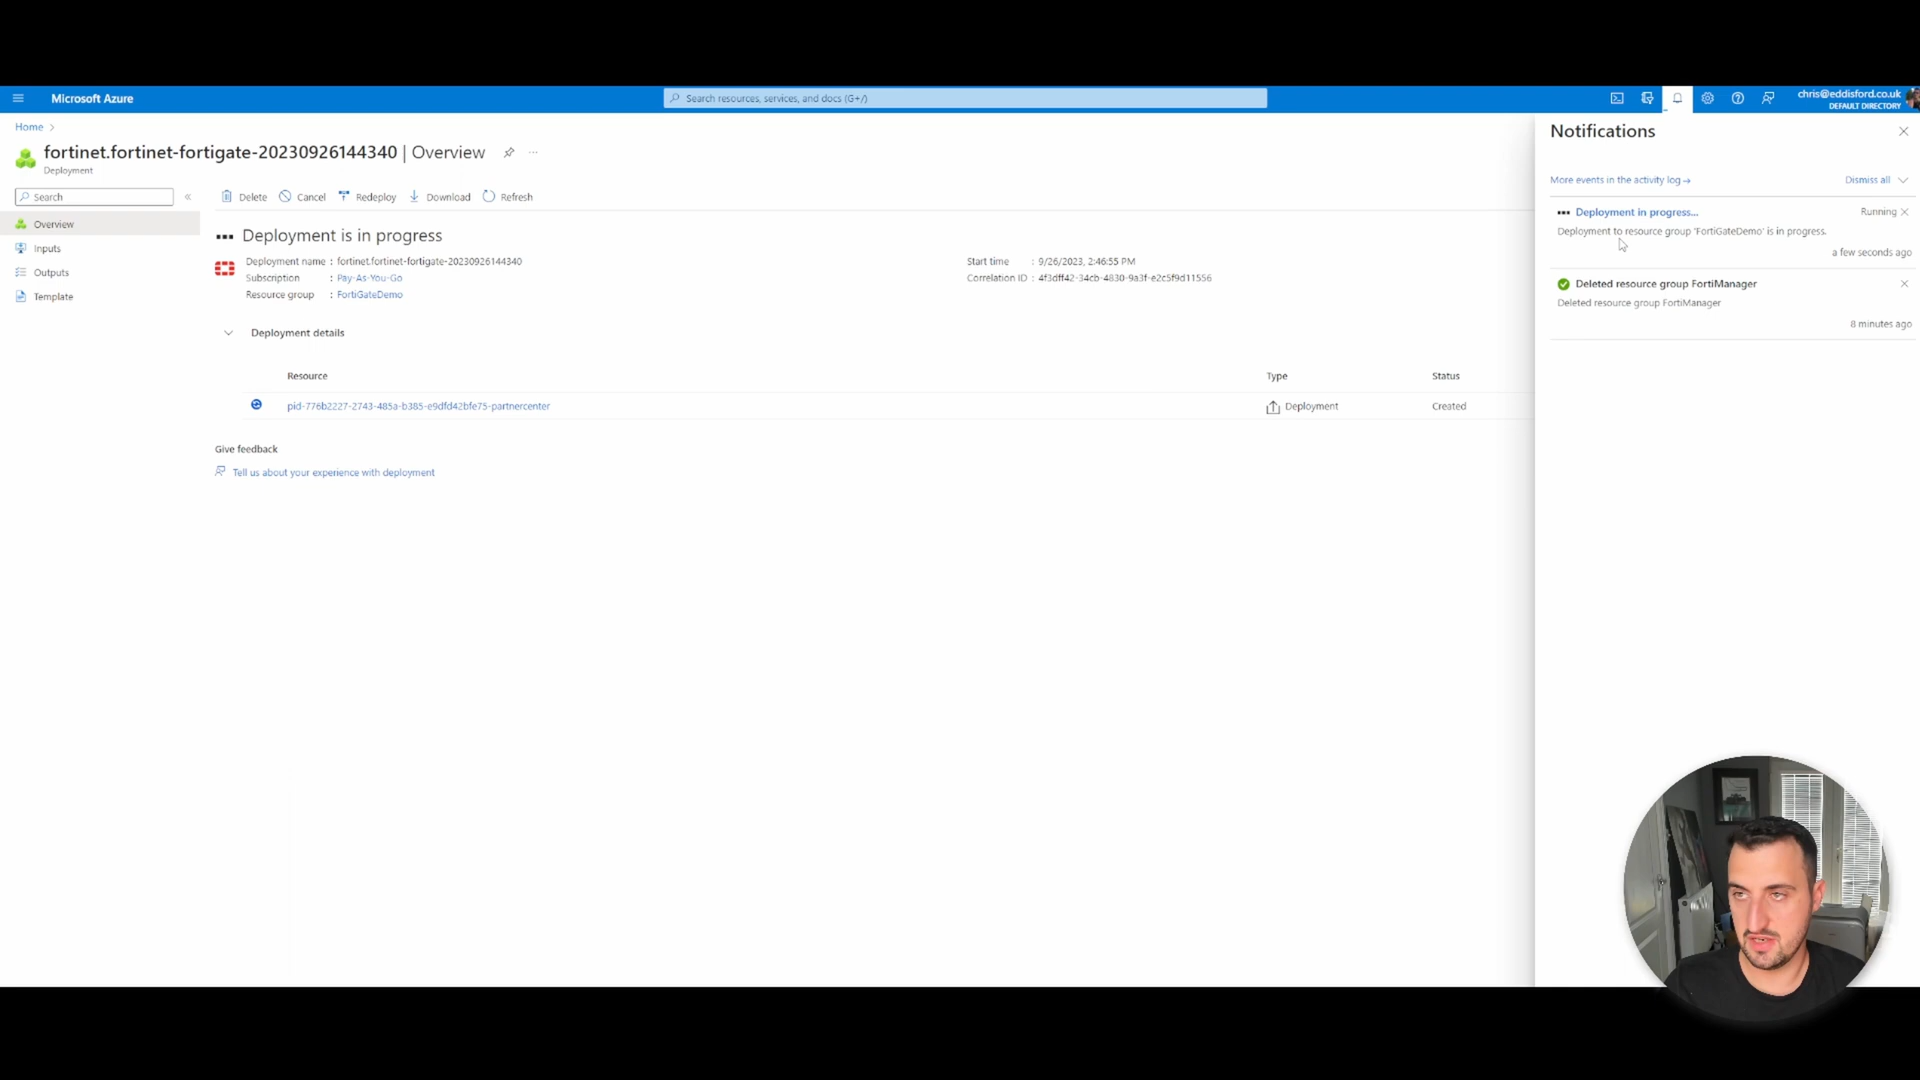 Microsoft Azure
Search resources, services, and docs (G+/)
chris@eddisford.co.uk
DEFAULT DIRECTORY
Home
fortinet.fortinet-fortigate-20230926144340 | Overview
Deployment
Search
Delete
Cancel
Redeploy
Download
Refresh
Overview
Inputs
Outputs
Template
Deployment is in progress
Deployment name : fortinet.fortinet-fortigate-20230926144340
Subscription : Pay-As-You-Go
Resource group : FortiGateDemo
Start time : 9/26/2023, 2:46:55 PM
Correlation ID : 4f3dff42-34cb-4830-9a3f-e2c5f9d11556
Deployment details
Resource Type Status
pid-776b2227-2743-485a-b385-e9dfd42bfe75-partnercenter Deployment Created
Give feedback
Tell us about your experience with deployment
Notifications
More events in the activity log → Dismiss all
Deployment in progress... Running
Deployment to resource group 'FortiGateDemo' is in progress.
a few seconds ago
Deleted resource group FortiManager
Deleted resource group FortiManager
8 minutes ago